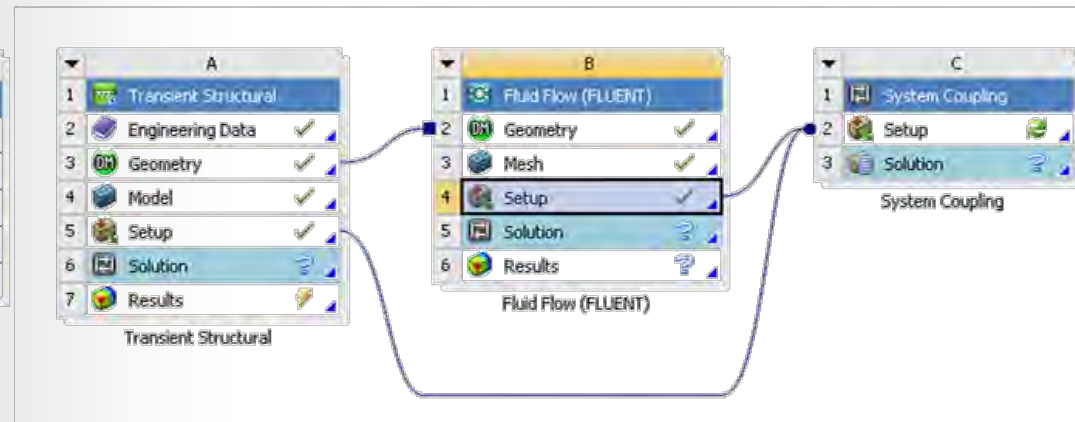 A
1 Transient Structural
2 Engineering Data
3 Geometry
4 Model
5 Setup
6 Solution
7 Results
Transient Structural
B
1 Fluid Flow (FLUENT)
2 Geometry
3 Mesh
4 Setup
5 Solution
6 Results
Fluid Flow (FLUENT)
C
1 System Coupling
2 Setup
3 Solution
System Coupling